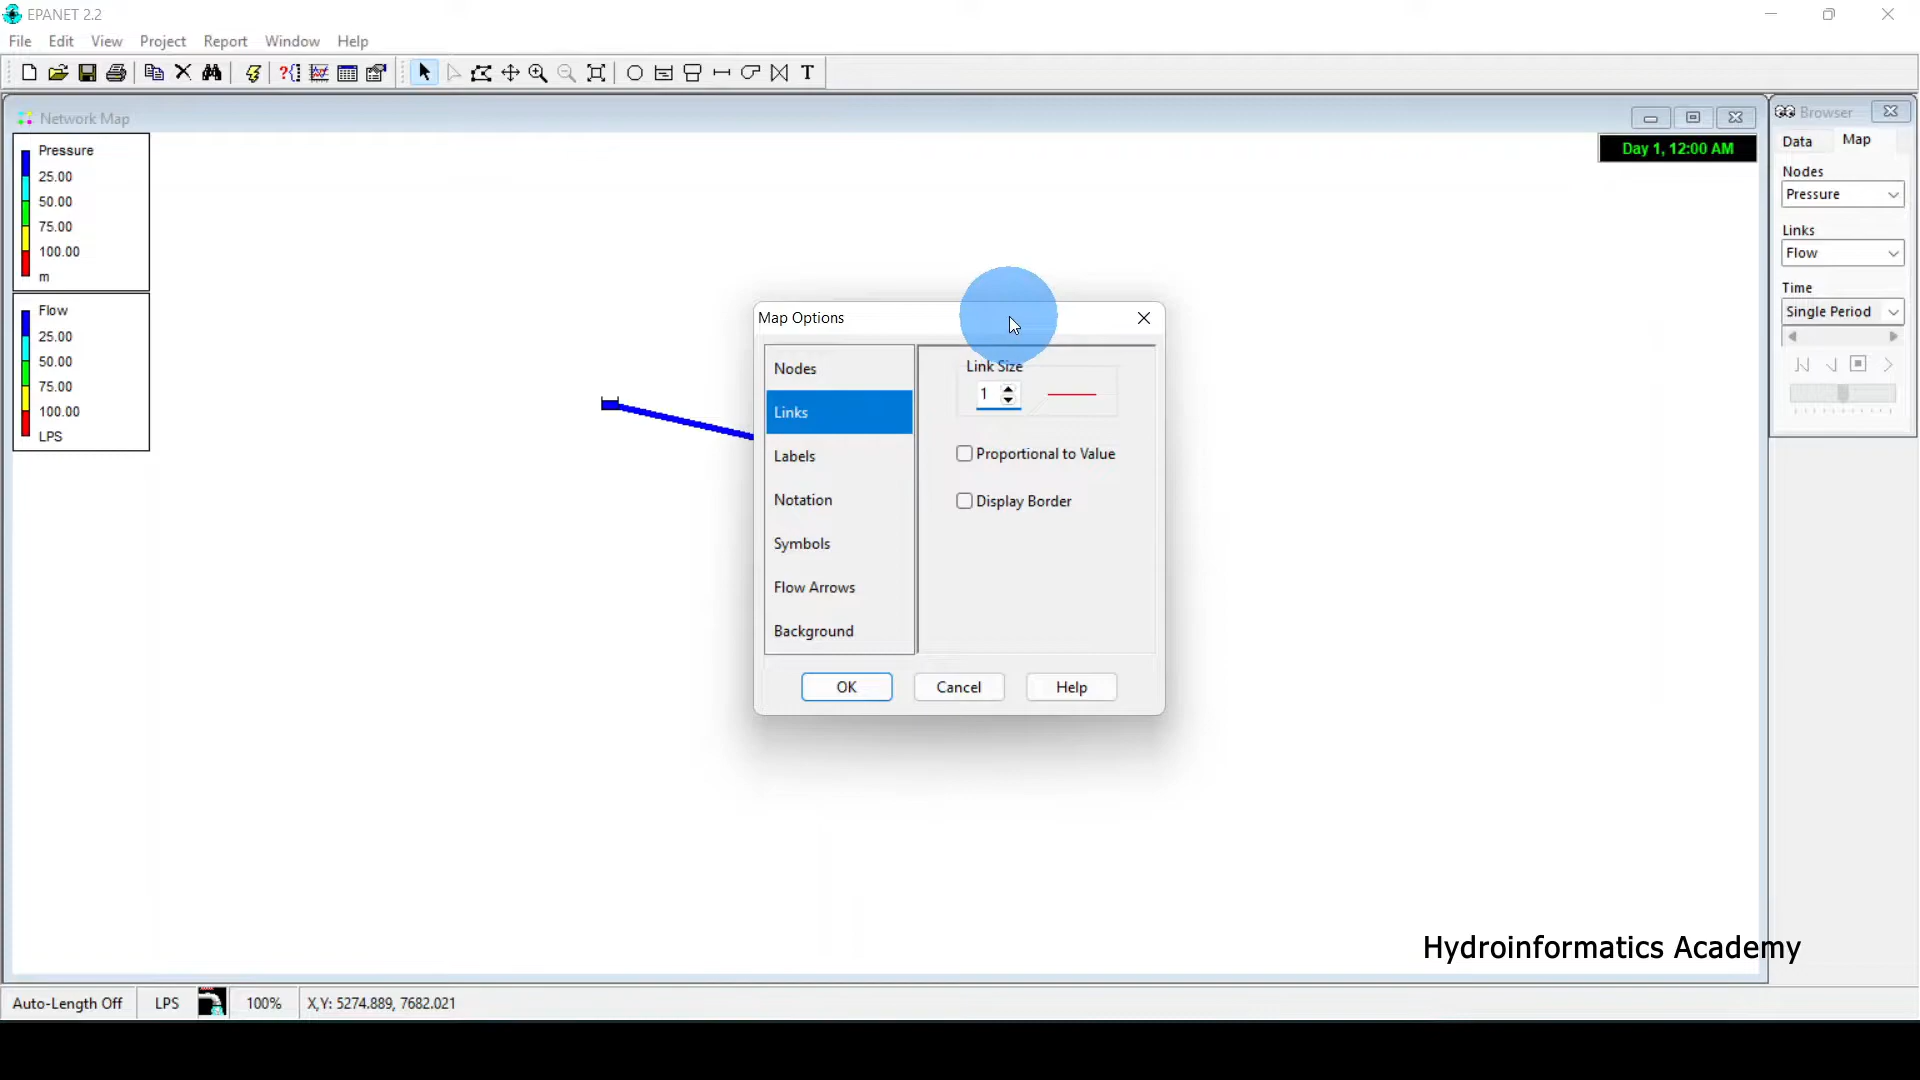 EPANET 2.2
File Edit View Project Report Window Help
Network Map
Day 1, 12:00 AM
Pressure
25.00
50.00
75.00
100.00
m
Flow
25.00
50.00
75.00
100.00
LPS
Browser
Data Map
Nodes
Pressure
Links
Flow
Time
Single Period
Map Options
Nodes
Links
Labels
Notation
Symbols
Flow Arrows
Background
Link Size
1
Proportional to Value
Display Border
OK Cancel Help
Hydroinformatics Academy
Auto-Length Off LPS 100% X,Y: 5274.889, 7682.021